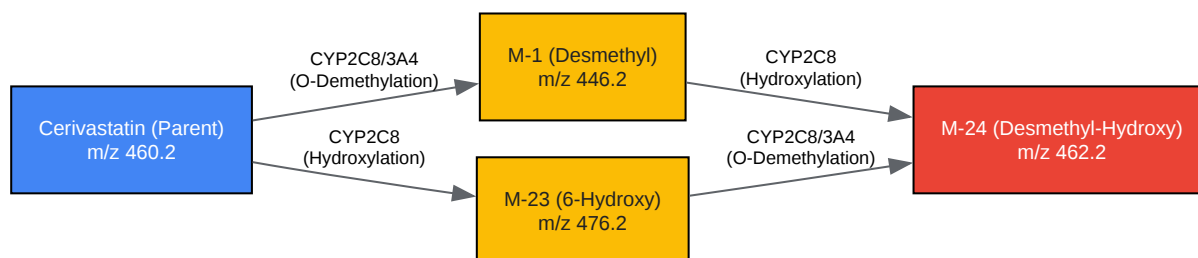 Cerivastatin (Parent)
m/z 460.2
CYP2C8/3A4
(O-Demethylation)
CYP2C8
(Hydroxylation)
M-1 (Desmethyl)
m/z 446.2
M-23 (6-Hydroxy)
m/z 476.2
CYP2C8
(Hydroxylation)
CYP2C8/3A4
(O-Demethylation)
M-24 (Desmethyl-Hydroxy)
m/z 462.2